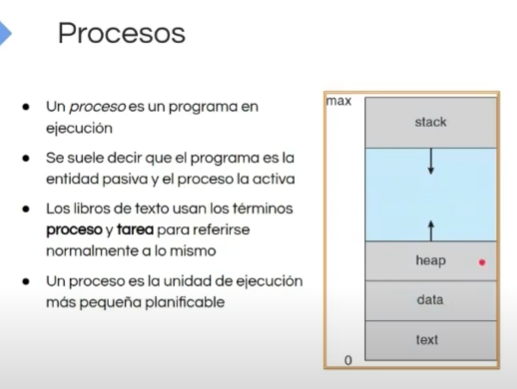 Procesos
● Un proceso es un programa en
ejecución
● Se suele decir que el programa es la
entidad pasiva y el proceso la activa
● Los libros de texto usan los términos
proceso y tarea para referirse
normalmente a lo mismo
● Un proceso es la unidad de ejecución
más pequeña planificable
max
stack
heap
data
text
0